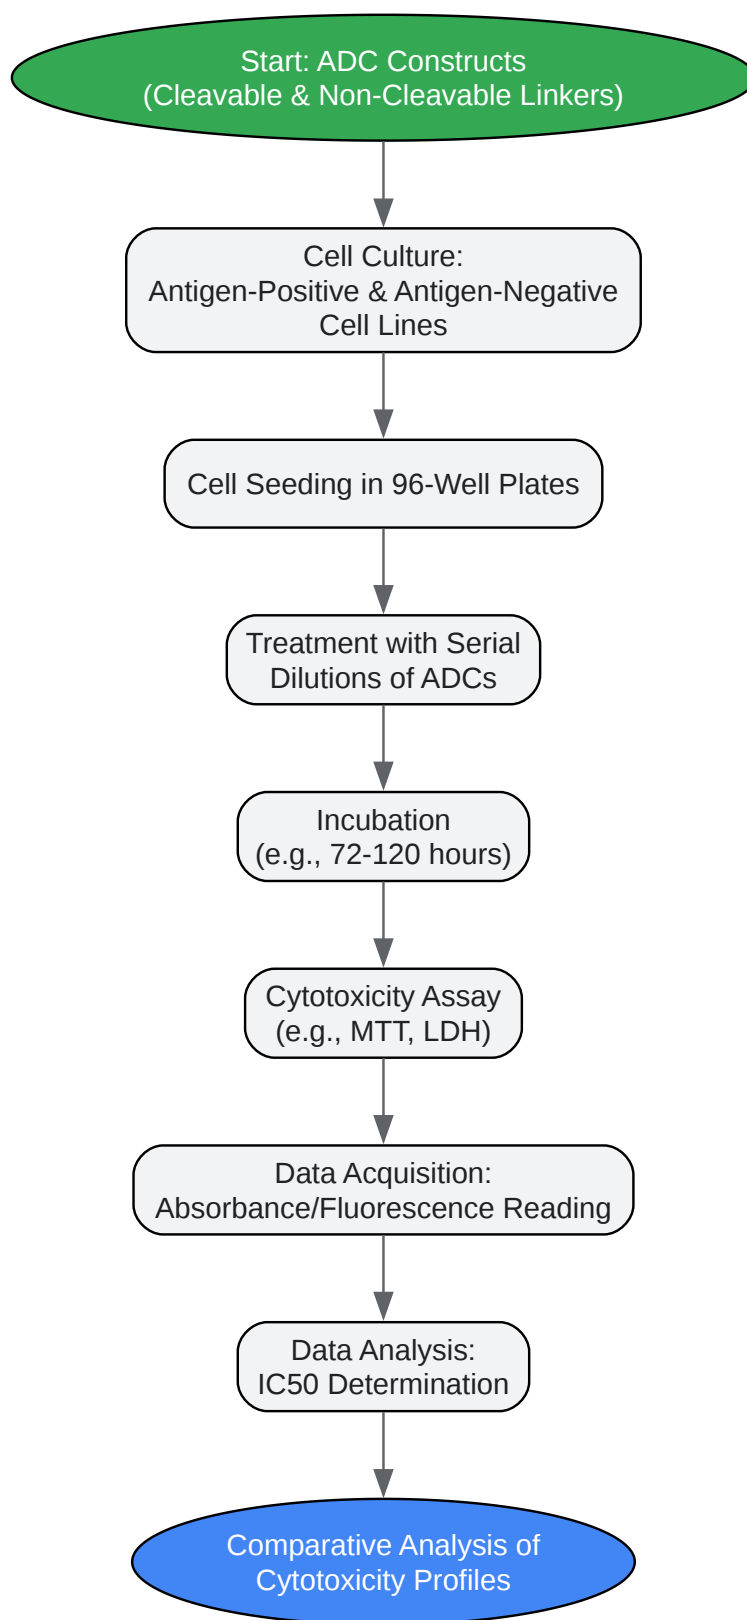 Start: ADC Constructs
(Cleavable & Non-Cleavable Linkers)
Cell Culture:
Antigen-Positive & Antigen-Negative
Cell Lines
Cell Seeding in 96-Well Plates
Treatment with Serial
Dilutions of ADCs
Incubation
(e.g., 72-120 hours)
Cytotoxicity Assay
(e.g., MTT, LDH)
Data Acquisition:
Absorbance/Fluorescence Reading
Data Analysis:
IC50 Determination
Comparative Analysis of
Cytotoxicity Profiles